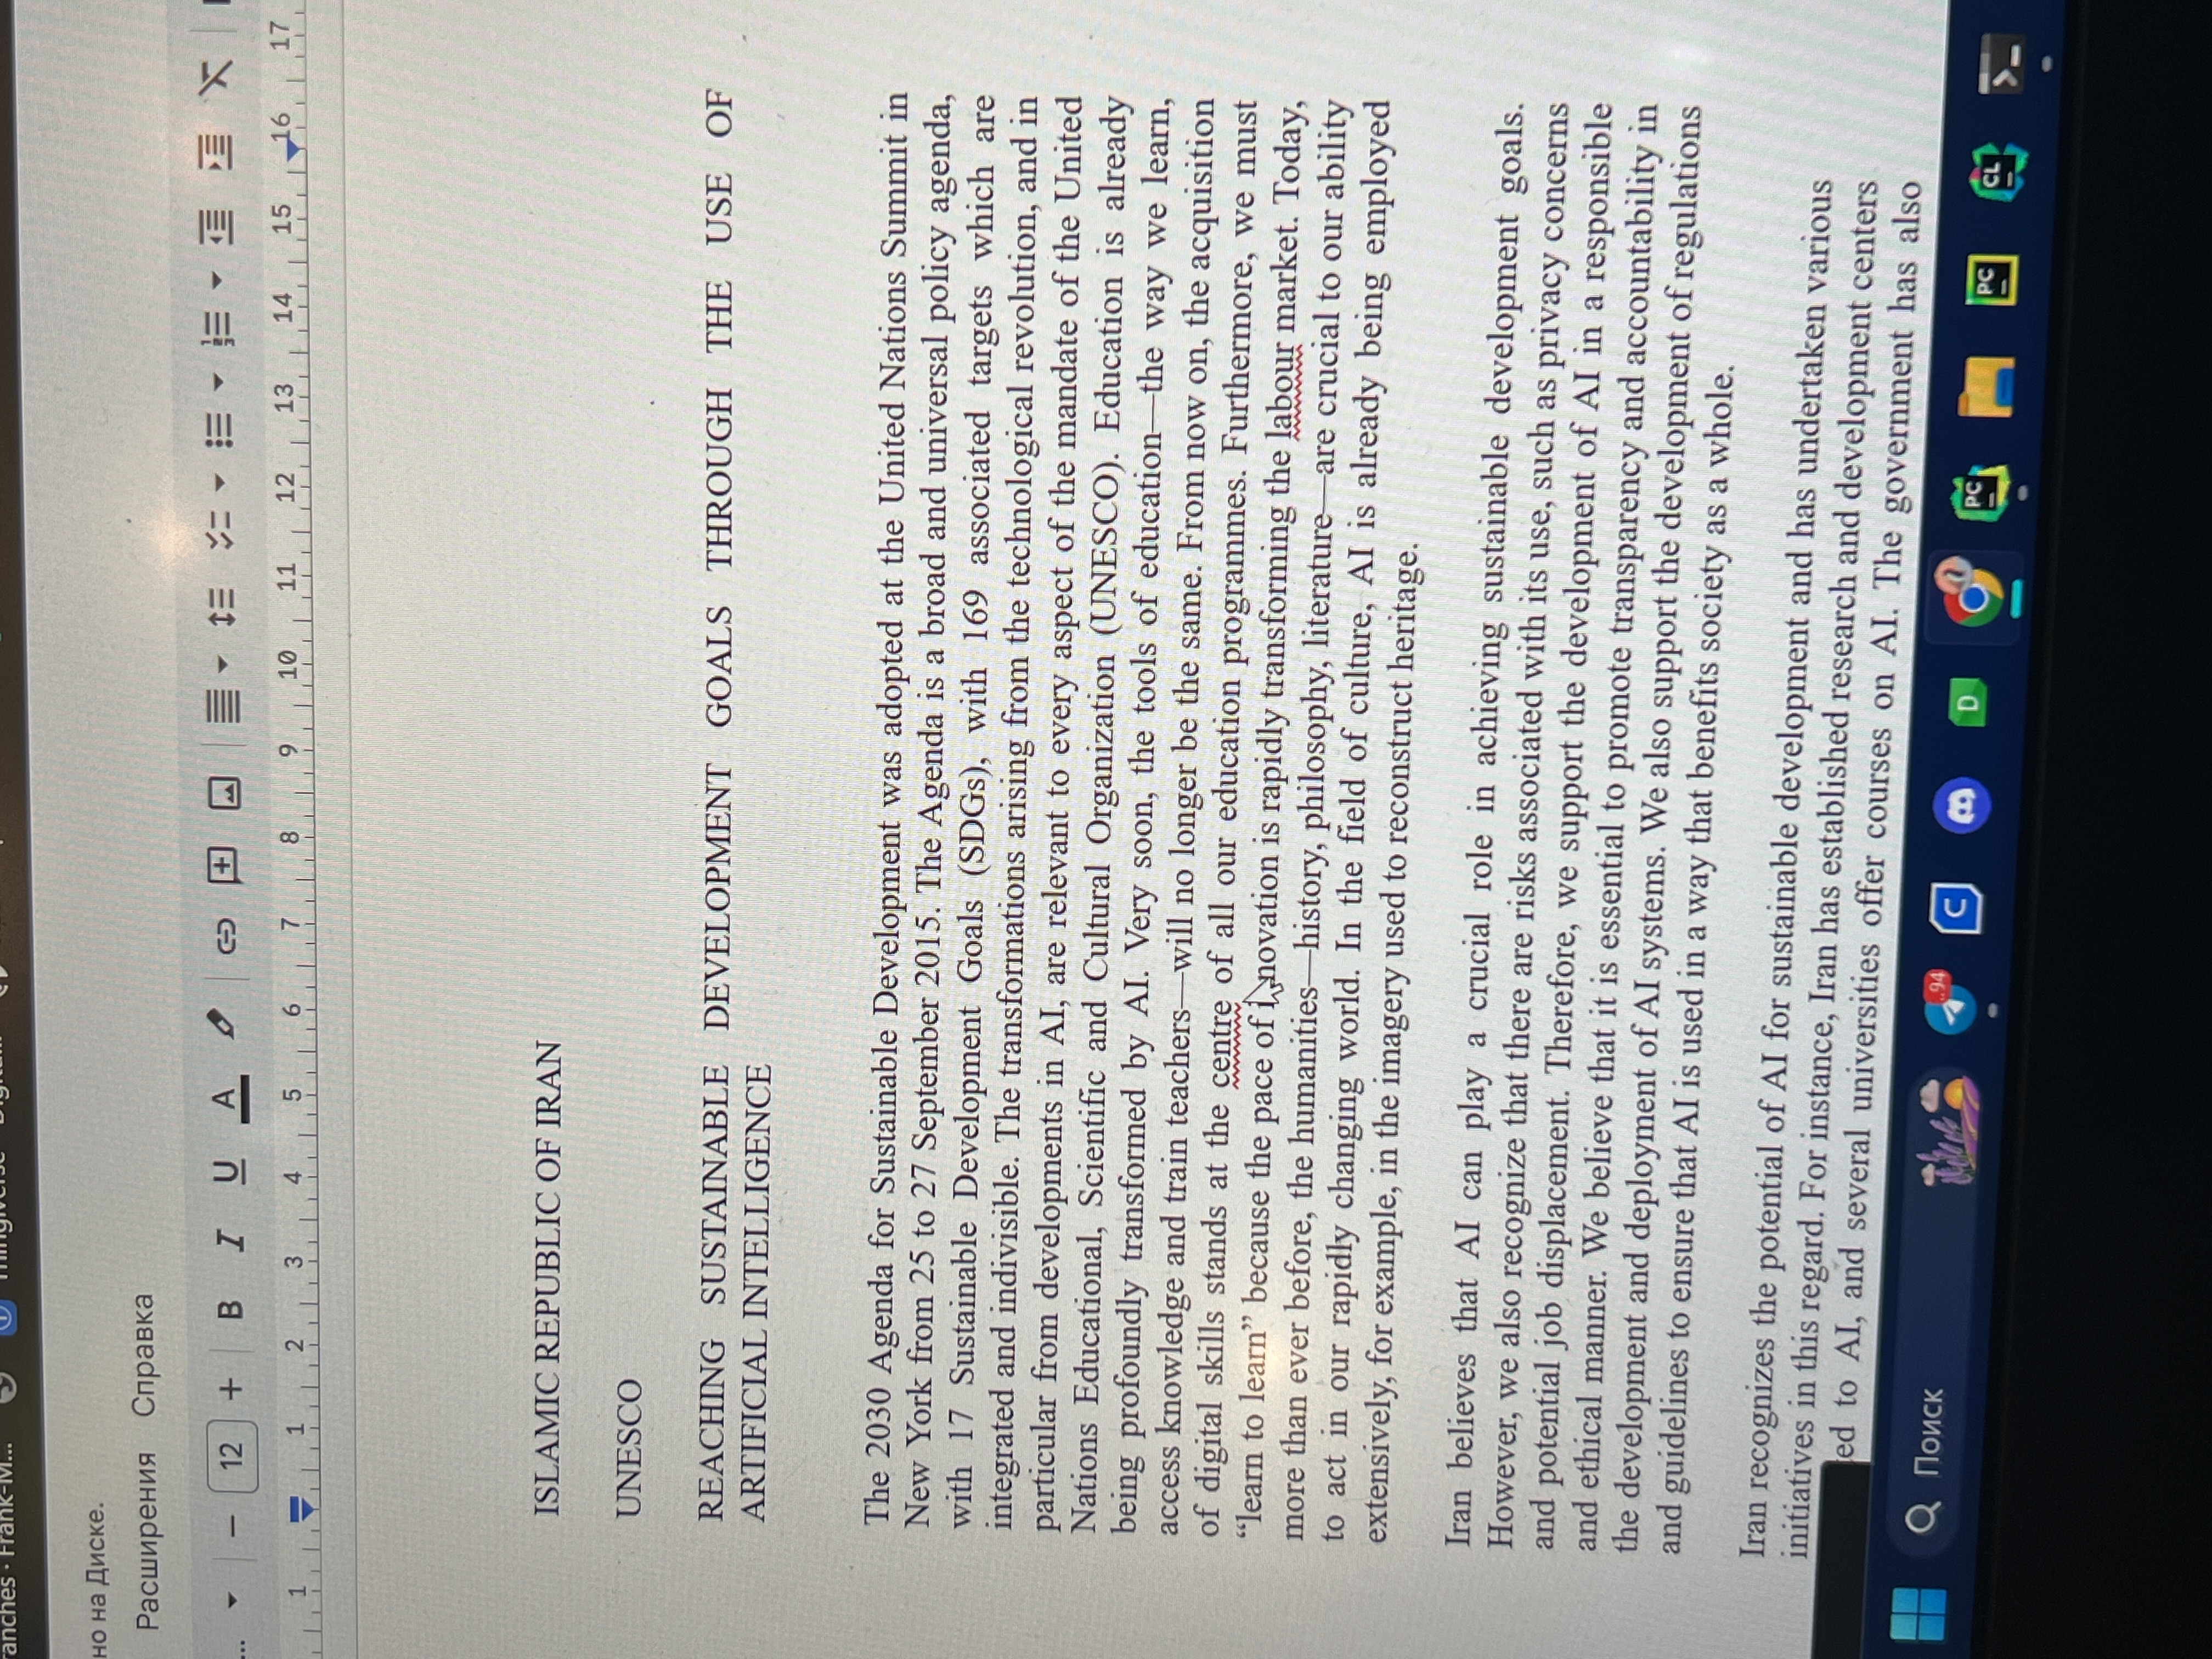 ranches · Frank-M...
но на Диске.
Расширения Справка
... − 12 + B I U A
1 1 2 3 4 5 6 7 8 9 10 11 12 13 14 15 16 17
ISLAMIC REPUBLIC OF IRAN
UNESCO
REACHING SUSTAINABLE DEVELOPMENT GOALS THROUGH THE USE OF
ARTIFICIAL INTELLIGENCE
The 2030 Agenda for Sustainable Development was adopted at the United Nations Summit in
New York from 25 to 27 September 2015. The Agenda is a broad and universal policy agenda,
with 17 Sustainable Development Goals (SDGs), with 169 associated targets which are
integrated and indivisible. The transformations arising from the technological revolution, and in
particular from developments in AI, are relevant to every aspect of the mandate of the United
Nations Educational, Scientific and Cultural Organization (UNESCO). Education is already
being profoundly transformed by AI. Very soon, the tools of education—the way we learn,
access knowledge and train teachers—will no longer be the same. From now on, the acquisition
of digital skills stands at the centre of all our education programmes. Furthermore, we must
“learn to learn” because the pace of innovation is rapidly transforming the labour market. Today,
more than ever before, the humanities—history, philosophy, literature—are crucial to our ability
to act in our rapidly changing world. In the field of culture, AI is already being employed
extensively, for example, in the imagery used to reconstruct heritage.
Iran believes that AI can play a crucial role in achieving sustainable development goals.
However, we also recognize that there are risks associated with its use, such as privacy concerns
and potential job displacement. Therefore, we support the development of AI in a responsible
and ethical manner. We believe that it is essential to promote transparency and accountability in
the development and deployment of AI systems. We also support the development of regulations
and guidelines to ensure that AI is used in a way that benefits society as a whole.
Iran recognizes the potential of AI for sustainable development and has undertaken various
initiatives in this regard. For instance, Iran has established research and development centers
ed to AI, and several universities offer courses on AI. The government has also
Поиск
..94
C
D
PC
PC
CL